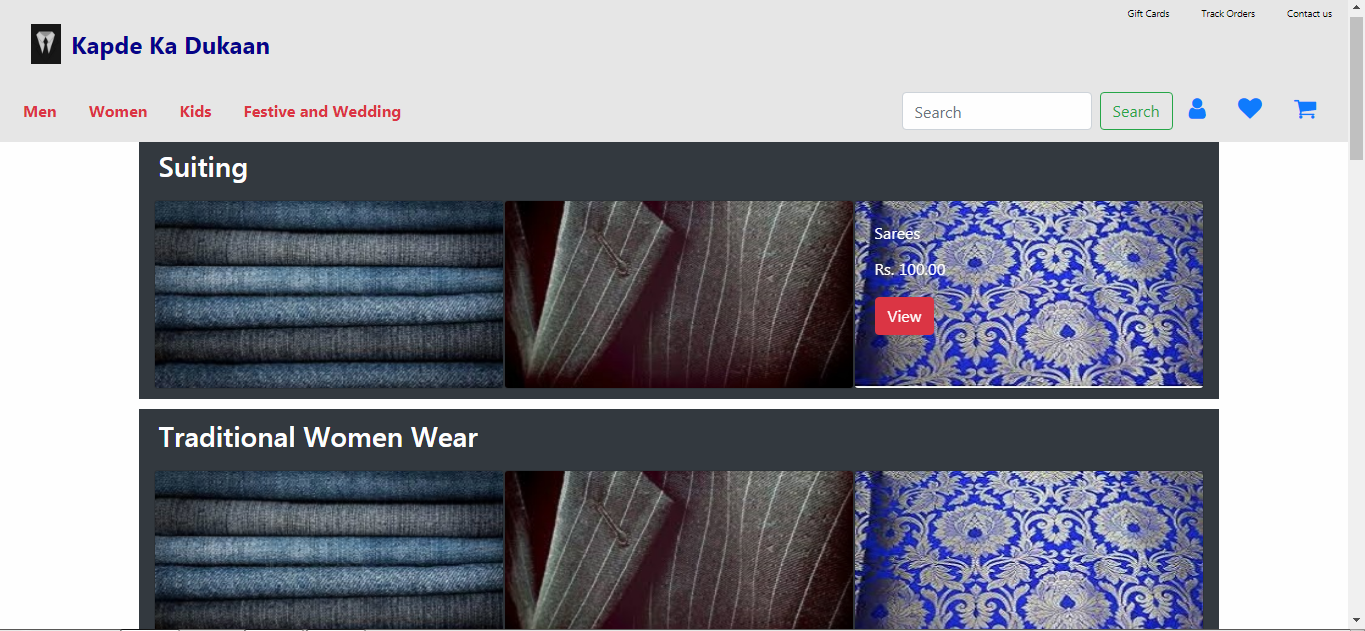 Gift Cards Track Orders Contact us
Kapde Ka Dukaan
Men Women Kids Festive and Wedding Search Search
Suiting
Sarees
Rs. 100.00
View
Traditional Women Wear